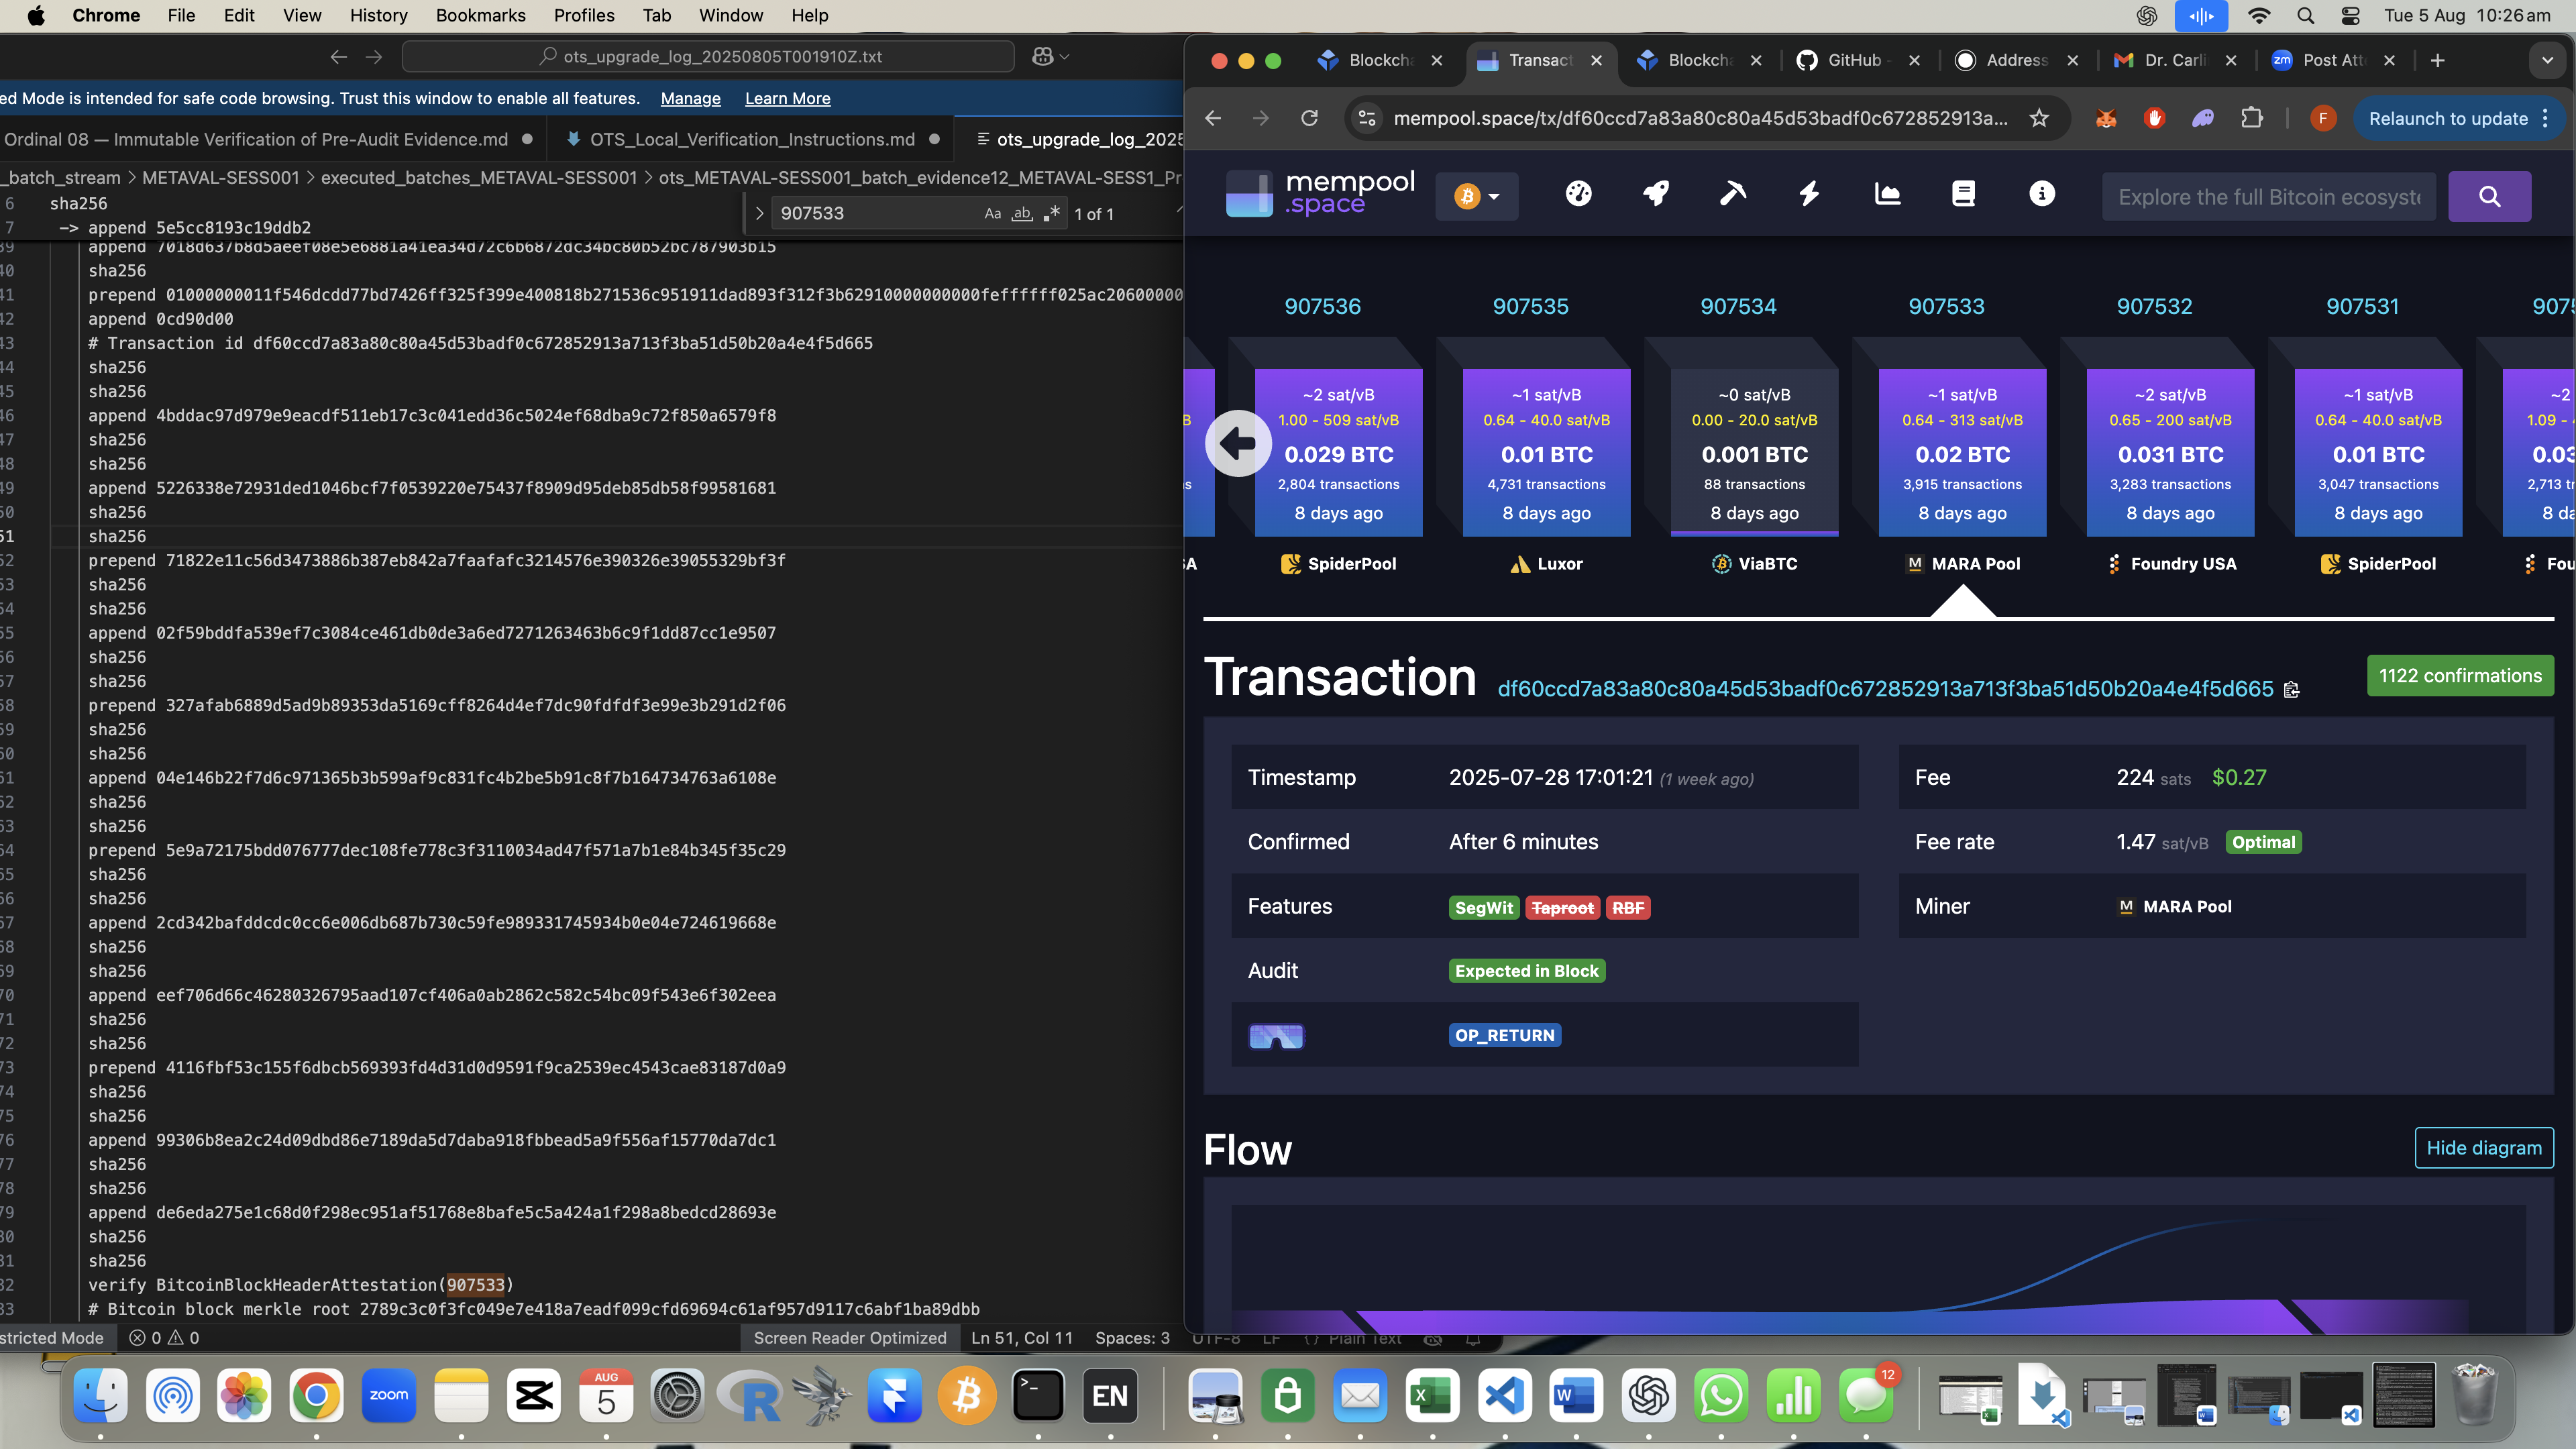 Chrome File Edit View History Bookmarks Profiles Tab Window Help Tue 5 Aug 10:26am
ots_upgrade_log_20250805T001910Z.txt
ed Mode is intended for safe code browsing. Trust this window to enable all features. Manage Learn More
Ordinal 08 — Immutable Verification of Pre-Audit Evidence.md OTS_Local_Verification_Instructions.md ots_upgrade_log_2025
_batch_stream > METAVAL-SESS001 > executed_batches_METAVAL-SESS001 > ots_METAVAL-SESS001_batch_evidence12_METAVAL-SESS1_Pr
907533 Aa ab 1 of 1
6 sha256
7 -> append 5e5cc8193c19ddb2
39 append 7018d637b8d5aeef08e5e6881a41ea34d72c6b6872dc34bc80b52bc787903b15
40 sha256
41 prepend 01000000011f546dcdd77bd7426ff325f399e400818b271536c951911dad893f312f3b62910000000000feffffff025ac20600000
42 append 0cd90d00
43 # Transaction id df60ccd7a83a80c80a45d53badf0c672852913a713f3ba51d50b20a4e4f5d665
44 sha256
45 sha256
46 append 4bddac97d979e9eacdf511eb17c3c041edd36c5024ef68dba9c72f850a6579f8
47 sha256
48 sha256
49 append 5226338e72931ded1046bcf7f0539220e75437f8909d95deb85db58f99581681
50 sha256
51 sha256
52 prepend 71822e11c56d3473886b387eb842a7faafafc3214576e390326e39055329bf3f
53 sha256
54 sha256
55 append 02f59bddfa539ef7c3084ce461db0de3a6ed7271263463b6c9f1dd87cc1e9507
56 sha256
57 sha256
58 prepend 327afab6889d5ad9b89353da5169cff8264d4ef7dc90fdfdf3e99e3b291d2f06
59 sha256
60 sha256
61 append 04e146b22f7d6c971365b3b599af9c831fc4b2be5b91c8f7b164734763a6108e
62 sha256
63 sha256
64 prepend 5e9a72175bdd076777dec108fe778c3f3110034ad47f571a7b1e84b345f35c29
65 sha256
66 sha256
67 append 2cd342bafddcdc0cc6e006db687b730c59fe989331745934b0e04e724619668e
68 sha256
69 sha256
70 append eef706d66c46280326795aad107cf406a0ab2862c582c54bc09f543e6f302eea
71 sha256
72 sha256
73 prepend 4116fbf53c155f6dbcb569393fd4d31d0d9591f9ca2539ec4543cae83187d0a9
74 sha256
75 sha256
76 append 99306b8ea2c24d09dbd86e7189da5d7daba918fbbead5a9f556af15770da7dc1
77 sha256
78 sha256
79 append de6eda275e1c68d0f298ec951af51768e8bafe5c5a424a1f298a8bedcd28693e
80 sha256
81 sha256
82 verify BitcoinBlockHeaderAttestation(907533)
83 # Bitcoin block merkle root 2789c3c0f3fc049e7e418a7eadf099cfd69694c61af957d9117c6abf1ba89dbb
stricted Mode 0 0 Screen Reader Optimized Ln 51, Col 11 Spaces: 3 UTF-8 LF {} Plain Text
Blockch Transact Blockch GitHub Address Dr. Carli zm Post Att
mempool.space/tx/df60ccd7a83a80c80a45d53badf0c672852913a... F Relaunch to update
mempool
.space
Explore the full Bitcoin ecosyste
907536 907535 907534 907533 907532 907531 907
~2 sat/vB ~1 sat/vB ~0 sat/vB ~1 sat/vB ~2 sat/vB ~1 sat/vB ~2
B 1.00 - 509 sat/vB 0.64 - 40.0 sat/vB 0.00 - 20.0 sat/vB 0.64 - 313 sat/vB 0.65 - 200 sat/vB 0.64 - 40.0 sat/vB 1.09 -
0.029 BTC 0.01 BTC 0.001 BTC 0.02 BTC 0.031 BTC 0.01 BTC 0.03
s 2,804 transactions 4,731 transactions 88 transactions 3,915 transactions 3,283 transactions 3,047 transactions 2,713 tr
8 days ago 8 days ago 8 days ago 8 days ago 8 days ago 8 days ago 8 da
SA SpiderPool Luxor ViaBTC MARA Pool Foundry USA SpiderPool Fou
Transaction df60ccd7a83a80c80a45d53badf0c672852913a713f3ba51d50b20a4e4f5d665 1122 confirmations
Timestamp 2025-07-28 17:01:21 (1 week ago) Fee 224 sats $0.27
Confirmed After 6 minutes Fee rate 1.47 sat/vB Optimal
Features SegWit Taproot RBF Miner MARA Pool
Audit Expected in Block
OP_RETURN
Flow Hide diagram
zoom AUG 5 EN 12